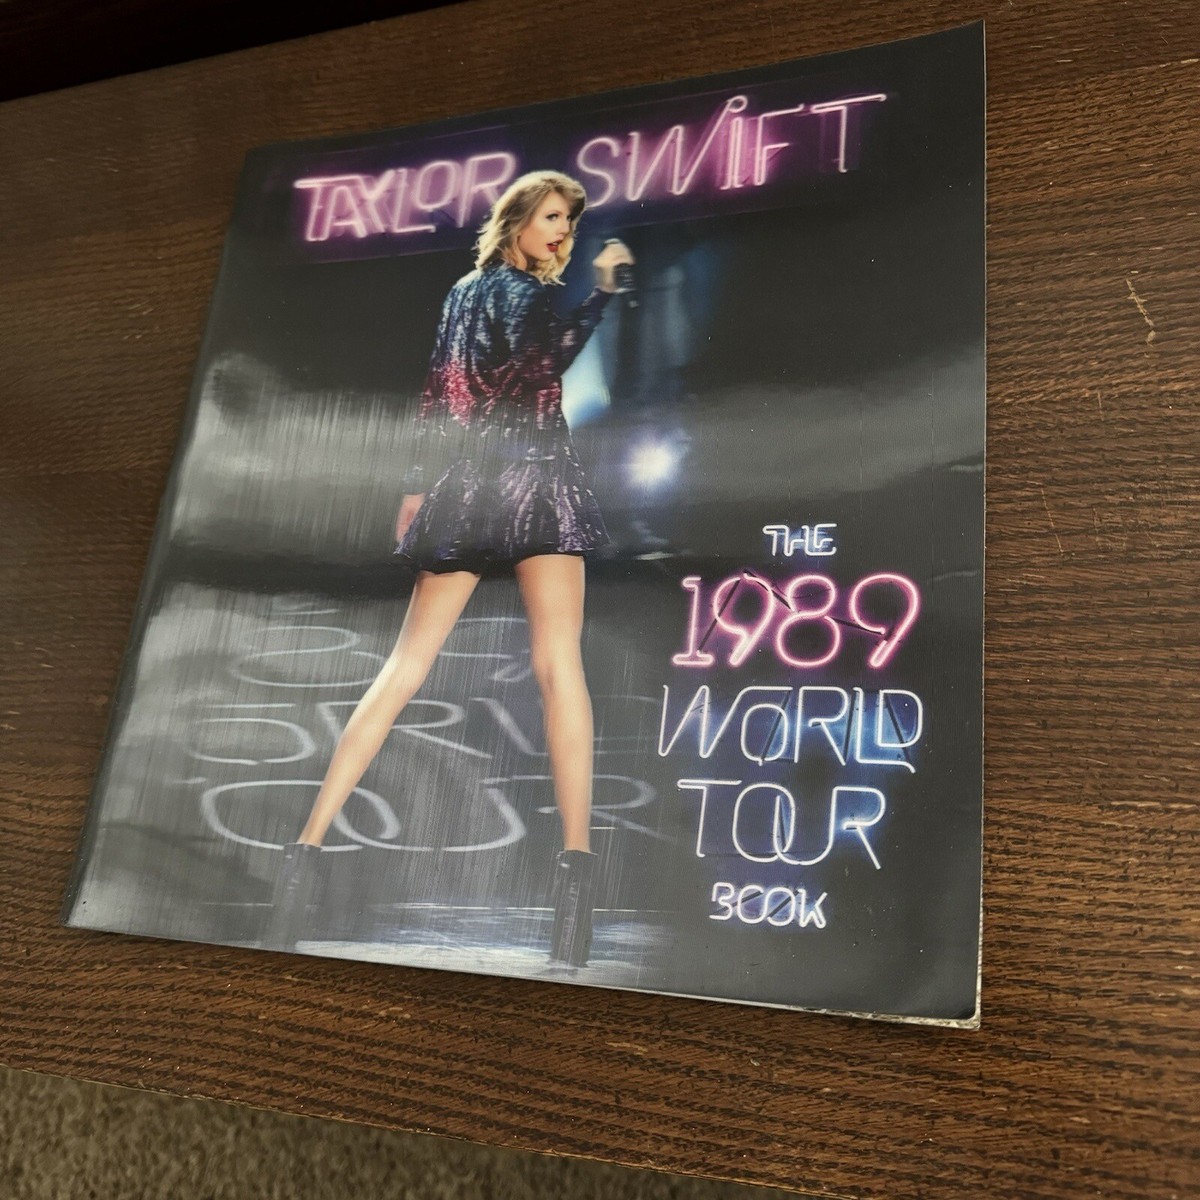 TAYLOR SWIFT
THE
1989
WORLD
TOUR
BOOK